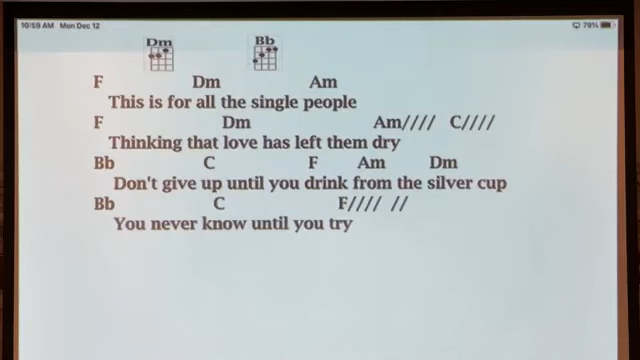 10:59 AM Mon Dec 12 79%
Dm Bb
F Dm Am
This is for all the single people
F Dm Am//// C////
Thinking that love has left them dry
Bb C F Am Dm
Don't give up until you drink from the silver cup
Bb C F//// //
You never know until you try